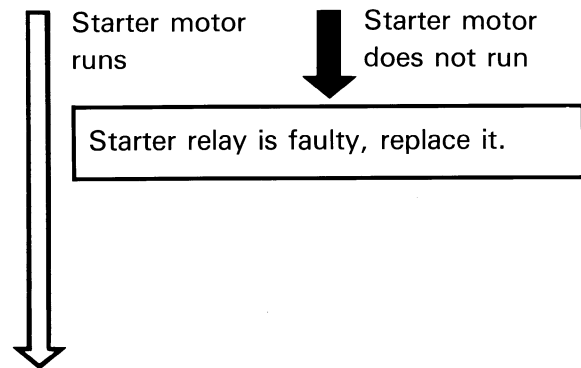 Starter motor
runs
Starter motor
does not run
Starter relay is faulty, replace it.